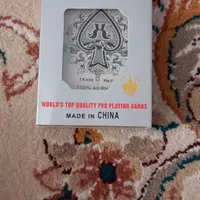 TRADE MARK
WORLD'S TOP QUALITY PVC PLAYING CARDS
MADE IN CHINA